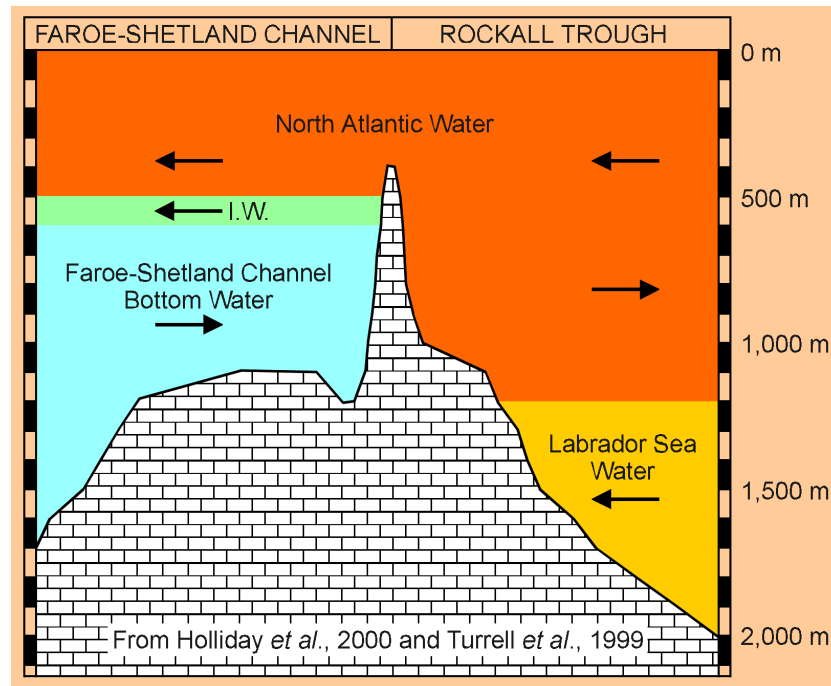 FAROE-SHETLAND CHANNEL
ROCKALL TROUGH
0 m
North Atlantic Water
500 m
I.W.
Faroe-Shetland Channel
Bottom Water
1,000 m
Labrador Sea
Water
1,500 m
From Holliday et al., 2000 and Turrell et al., 1999
2,000 m